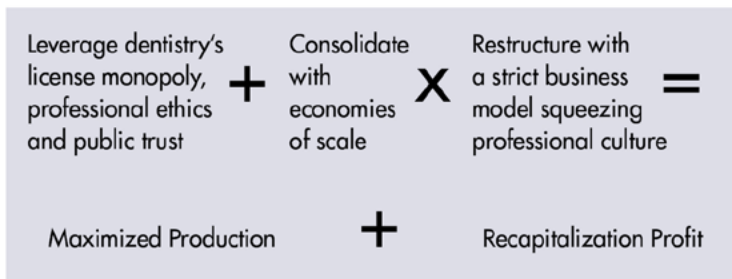 Leverage dentistry's
license monopoly,
professional ethics
and public trust
+
Consolidate
with
economies
of scale
x
Restructure with
a strict business
model squeezing
professional culture
=
Maximized Production + Recapitalization Profit